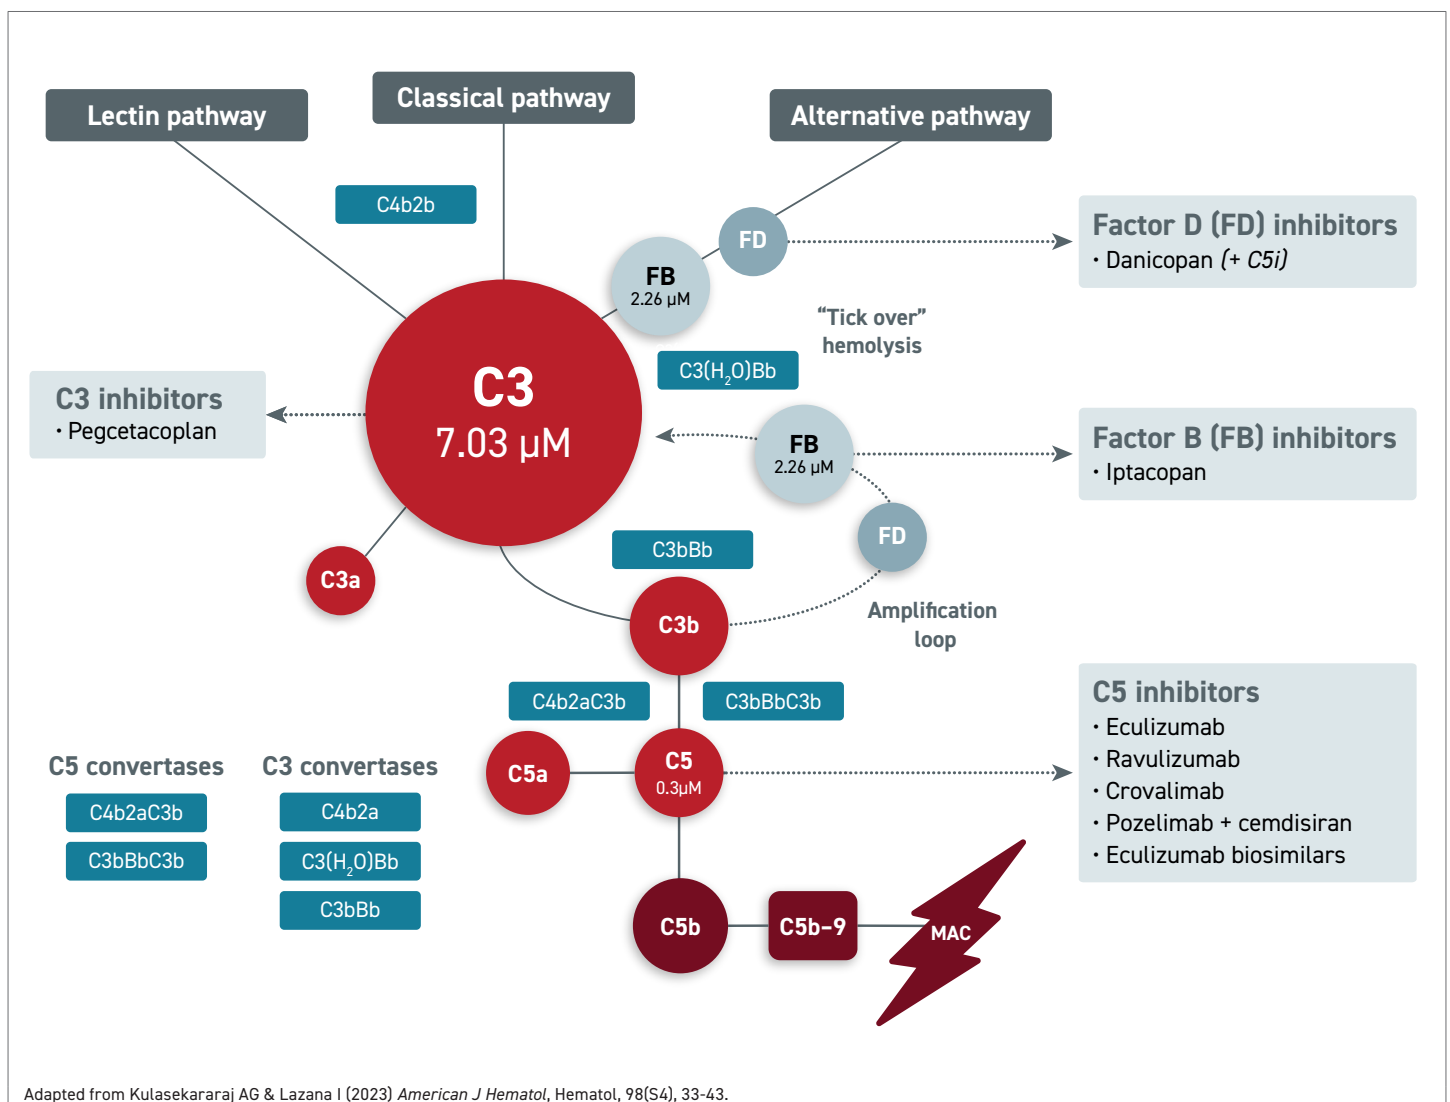 Lectin pathway
Classical pathway
Alternative pathway
C4b2b
FD
FB
2.26 µM
Factor D (FD) inhibitors
· Danicopan (+ C5i)
“Tick over”
hemolysis
C3(H₂O)Bb
C3
7.03 µM
C3 inhibitors
· Pegcetacoplan
FB
2.26 µM
Factor B (FB) inhibitors
· Iptacopan
FD
C3bBb
C3a
C3b
Amplification
loop
C4b2aC3b
C3bBbC3b
C5 inhibitors
· Eculizumab
· Ravulizumab
· Crovalimab
· Pozelimab + cemdisiran
· Eculizumab biosimilars
C5a
C5
0.3µM
C5 convertases
C4b2aC3b
C3bBbC3b
C3 convertases
C4b2a
C3(H₂O)Bb
C3bBb
C5b
C5b–9
MAC
Adapted from Kulasekararaj AG & Lazana I (2023) American J Hematol, Hematol, 98(S4), 33-43.